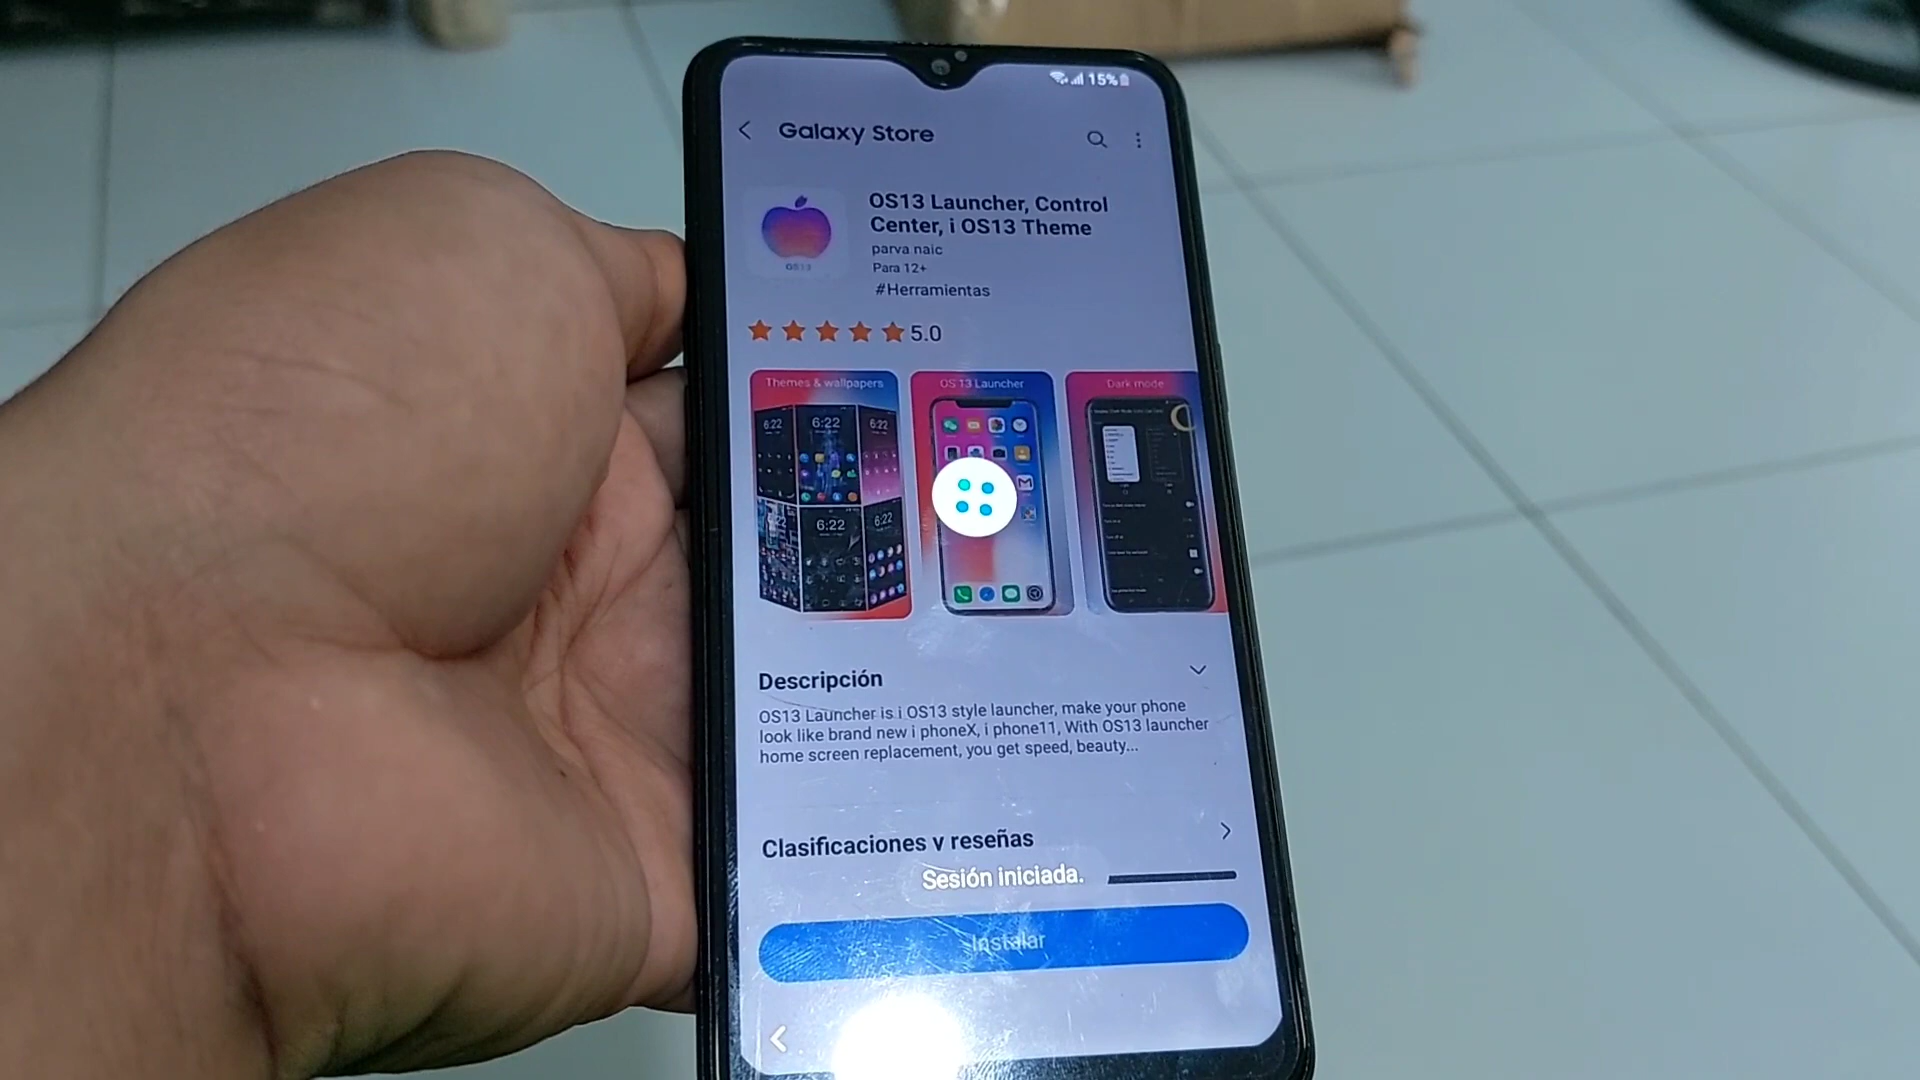 15%
Galaxy Store
OS13 Launcher, Control
Center, i OS13 Theme
parva naic
Para 12+
#Herramientas
OS13
5.0
Themes & wallpapers
6:22
6:22
6:22
6:22
6:22
6:22
OS 13 Launcher
Dark mode
Descripción
OS13 Launcher is i OS13 style launcher, make your phone
look like brand new i phoneX, i phone11, With OS13 launcher
home screen replacement, you get speed, beauty...
Clasificaciones y reseñas
Sesión iniciada.
Instalar